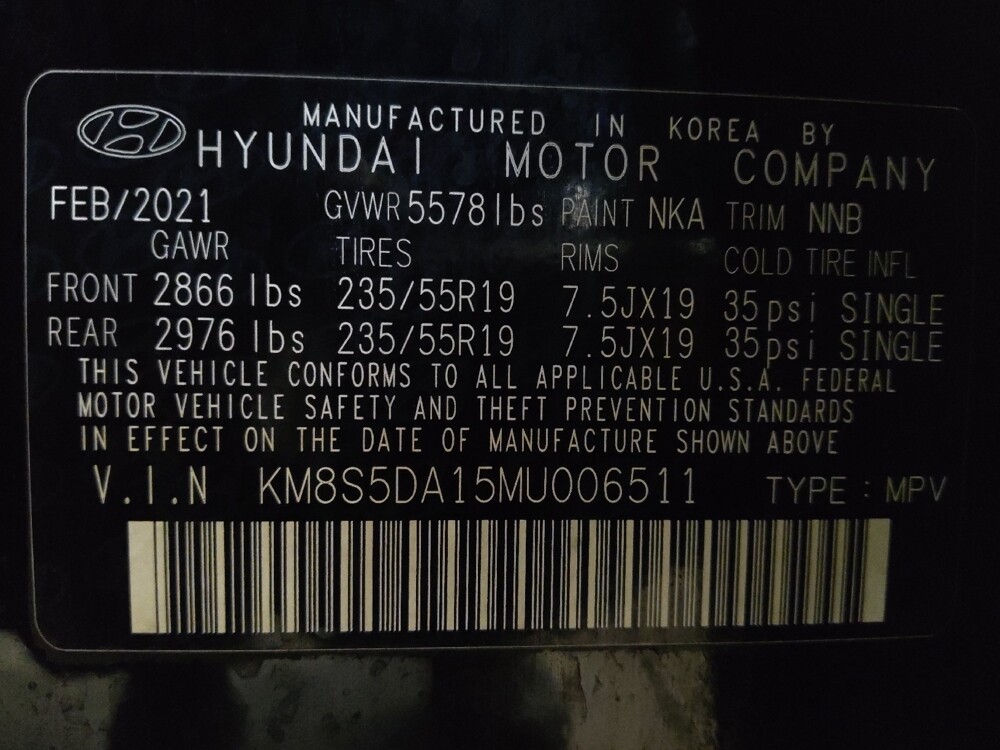 MANUFACTURED IN KOREA BY
HYUNDAI MOTOR COMPANY
FEB/2021 GVWR 5578lbs PAINT NKA TRIM NNB
GAWR TIRES RIMS COLD TIRE INFL
FRONT 2866 lbs 235/55R19 7.5JX19 35psi SINGLE
REAR 2976 lbs 235/55R19 7.5JX19 35psi SINGLE
THIS VEHICLE CONFORMS TO ALL APPLICABLE U.S.A. FEDERAL
MOTOR VEHICLE SAFETY AND THEFT PREVENTION STANDARDS
IN EFFECT ON THE DATE OF MANUFACTURE SHOWN ABOVE
V.I.N KM8S5DA15MU006511 TYPE : MPV